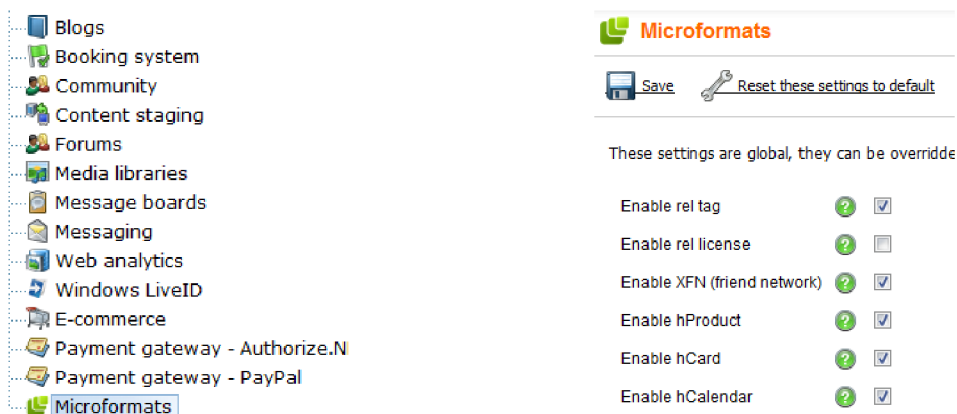 Blogs
Booking system
Community
Content staging
Forums
Media libraries
Message boards
Messaging
Web analytics
Windows LiveID
E-commerce
Payment gateway - Authorize.N
Payment gateway - PayPal
Microformats
Microformats
Save Reset these settings to default
These settings are global, they can be overridde
Enable rel tag
Enable rel license
Enable XFN (friend network)
Enable hProduct
Enable hCard
Enable hCalendar